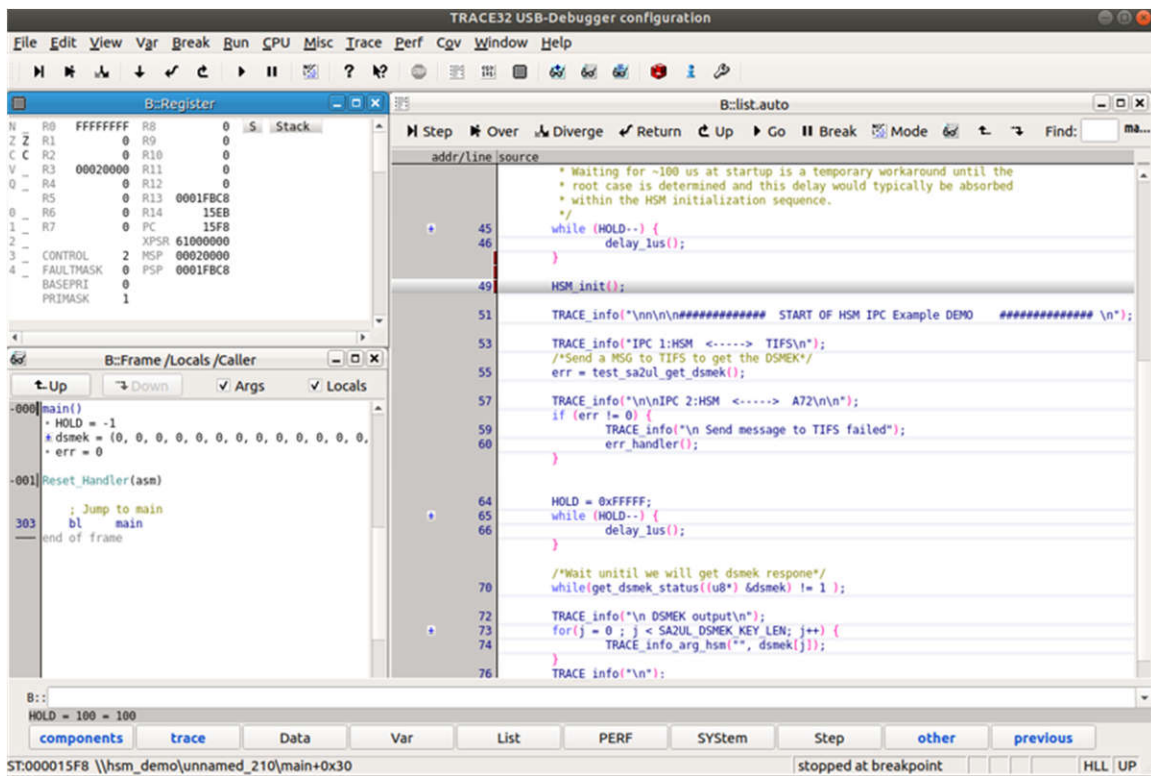 TRACE32 USB-Debugger configuration
File Edit View Var Break Run CPU Misc Trace Perf Cov Window Help
B::Register
N _ R0 FFFFFFFF R8 0 S Stack
Z Z R1 0 R9 0
C C R2 0 R10 0
V _ R3 00020000 R11 0
Q _ R4 0 R12 0
R5 0 R13 0001FBC8
0 _ R6 0 R14 15EB
1 _ R7 0 PC 15F8
2 _ XPSR 61000000
3 _ CONTROL 2 MSP 00020000
4 _ FAULTMASK 0 PSP 0001FBC8
BASEPRI 0
PRIMASK 1
B::Frame /Locals /Caller
Up Down Args Locals
-000 main()
HOLD = -1
dsmek = (0, 0, 0, 0, 0, 0, 0, 0, 0, 0, 0, 0, 0,
err = 0
-001 Reset_Handler(asm)
; Jump to main
303 bl main
end of frame
B::list.auto
Step Over Diverge Return Up Go Break Mode Find: ma...
addr/line source
* Waiting for ~100 us at startup is a temporary workaround until the
* root case is determined and this delay would typically be absorbed
* within the HSM initialization sequence.
*/
45 while (HOLD--) {
46 delay_1us();
}
49 HSM_init();
51 TRACE_info("\nn\n\n############# START OF HSM IPC Example DEMO ############## \n");
53 TRACE_info("IPC 1:HSM <-----> TIFS\n");
/*Send a MSG to TIFS to get the DSMEK*/
55 err = test_sa2ul_get_dsmek();
57 TRACE_info("\n\nIPC 2:HSM <-----> A72\n\n");
if (err != 0) {
59 TRACE_info("\n Send message to TIFS failed");
60 err_handler();
}
64 HOLD = 0xFFFFF;
65 while (HOLD--) {
66 delay_1us();
}
/*Wait unitil we will get dsmek respone*/
70 while(get_dsmek_status((u8*) &dsmek) != 1 );
72 TRACE_info("\n DSMEK output\n");
73 for(j = 0 ; j < SA2UL_DSMEK_KEY_LEN; j++) {
74 TRACE_info_arg_hsm("", dsmek[j]);
}
76 TRACE_info("\n");
B::
HOLD = 100 = 100
components trace Data Var List PERF SYStem Step other previous
ST:000015F8 \\hsm_demo\unnamed_210\main+0x30 stopped at breakpoint HLL UP